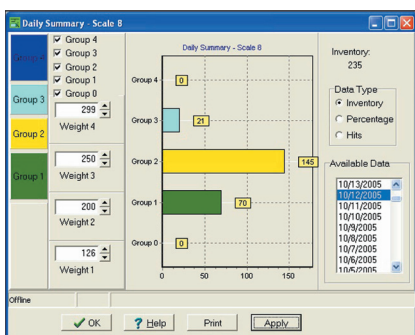 Daily Summary - Scale 8
Group 4
Group 3
Group 2
Group 1
Group 4
Group 3
Group 2
Group 1
Group 0
299
Weight 4
250
Weight 3
200
Weight 2
126
Weight 1
Daily Summary - Scale 8
Group 4
0
Group 3
21
Group 2
145
Group 1
70
Group 0
0
0 50 100 150
Inventory:
235
Data Type
Inventory
Percentage
Hits
Available Data
10/13/2005
10/12/2005
10/11/2005
10/10/2005
10/9/2005
10/8/2005
10/7/2005
10/6/2005
10/5/2005
Offline
OK
Help
Print
Apply